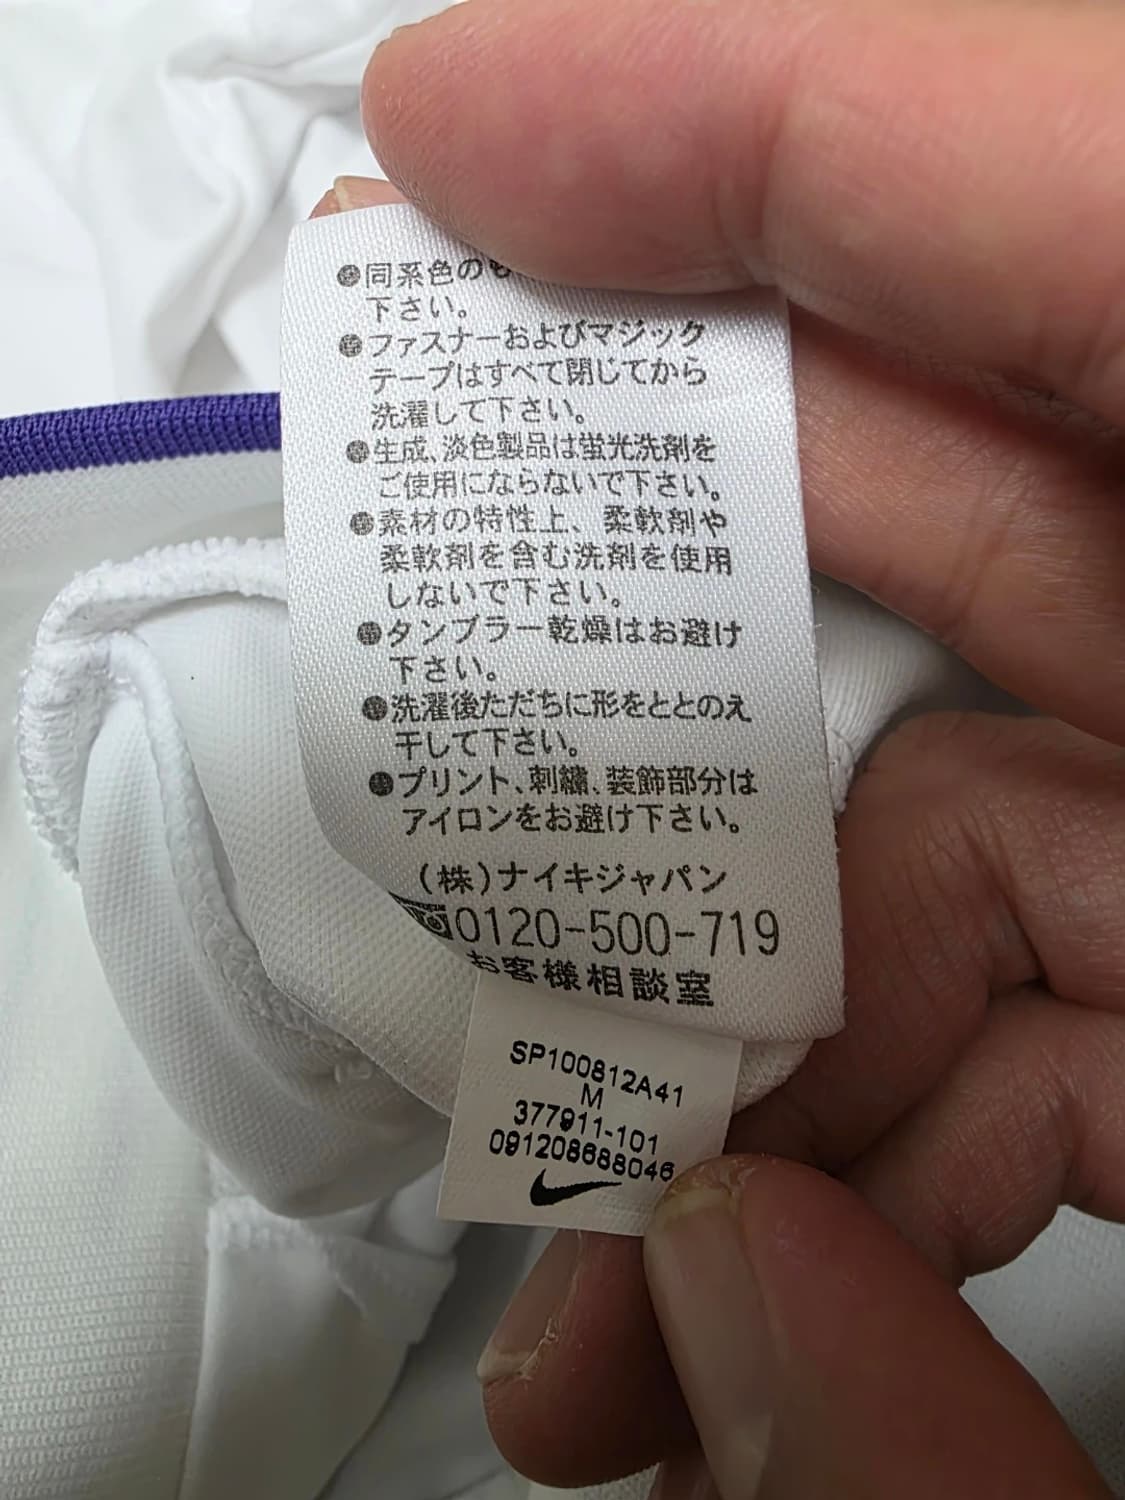 ●同系色のも
下さい。
●ファスナーおよびマジック
テープはすべて閉じてから
洗濯して下さい。
●生成、淡色製品は蛍光洗剤を
ご使用にならないで下さい。
●素材の特性上、柔軟剤や
柔軟剤を含む洗剤を使用
しないで下さい。
●タンブラー乾燥はお避け
下さい。
●洗濯後ただちに形をととのえ
干して下さい。
●プリント、刺繍、装飾部分は
アイロンをお避け下さい。
(株)ナイキジャパン
0120-500-719
お客様相談室
SP100812A41
M
377911-101
091208688046